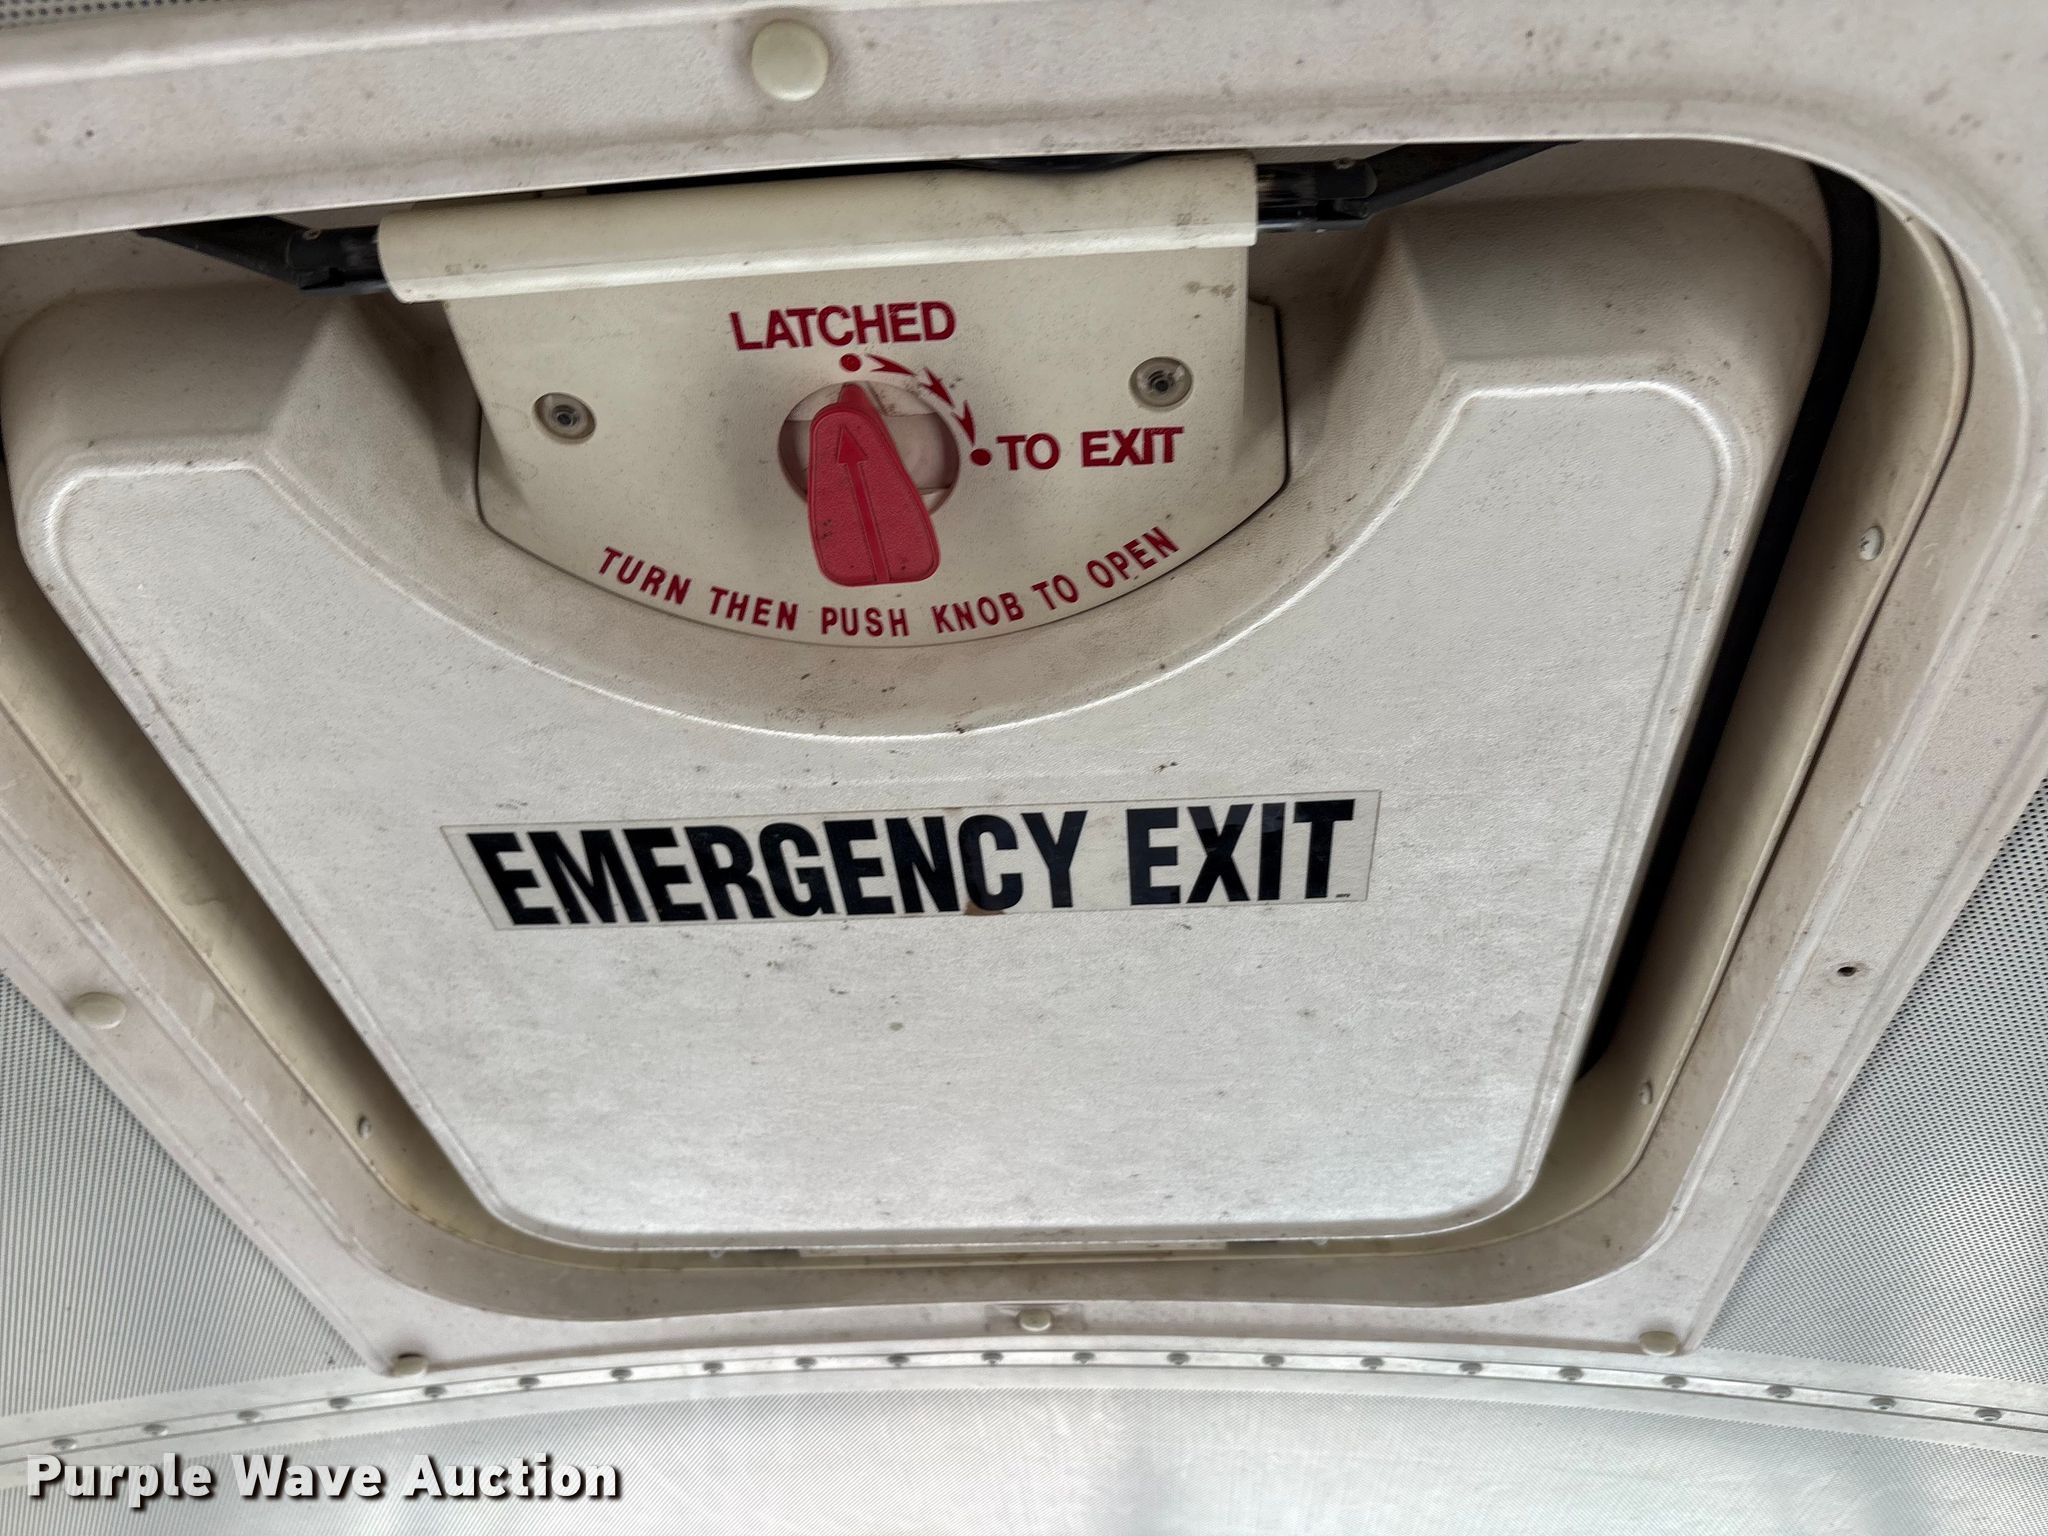 LATCHED
TO EXIT
TURN THEN PUSH KNOB TO OPEN
EMERGENCY EXIT
Purple Wave Auction